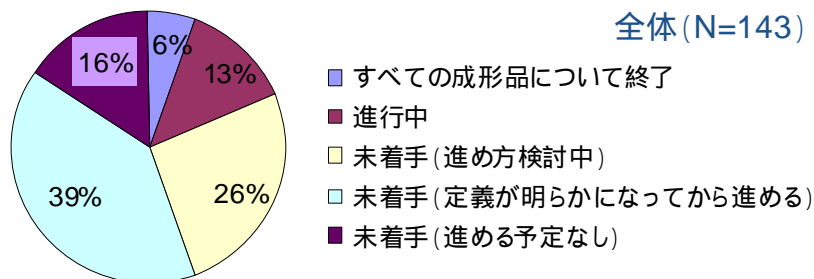 全体(N=143)
6%
13%
26%
39%
16%
すべての成形品について終了
進行中
未着手(進め方検討中)
未着手(定義が明らかになってから進める)
未着手(進める予定なし)